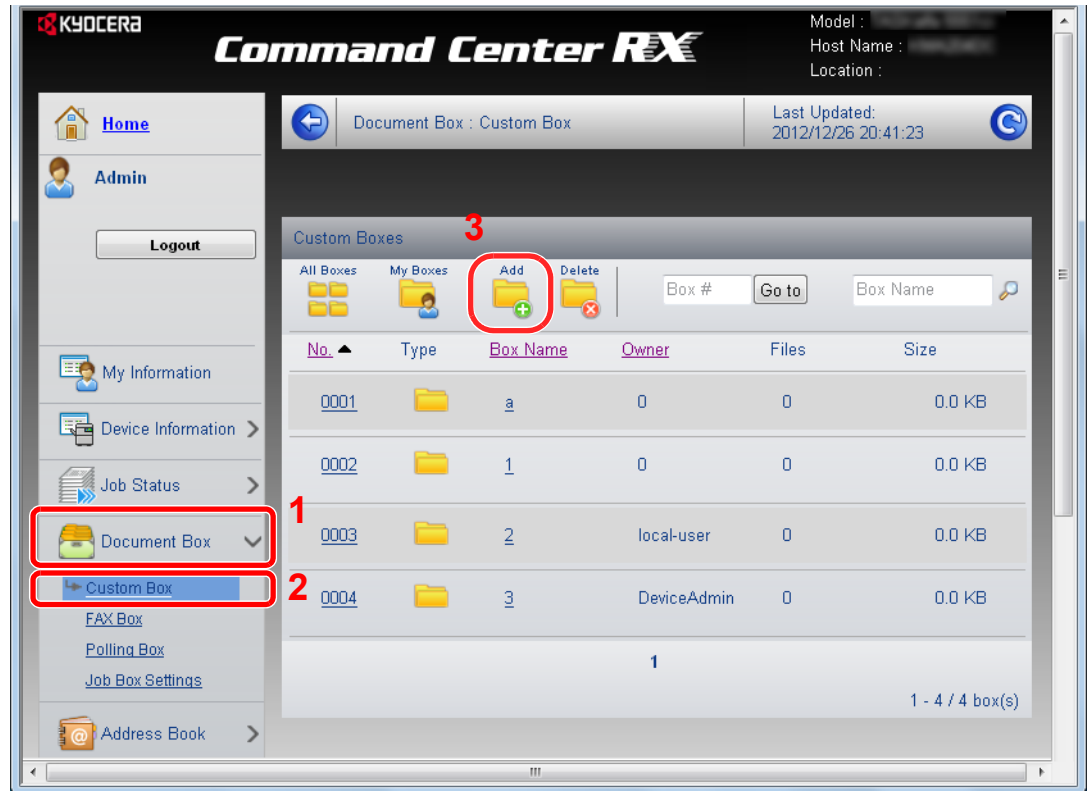 KYOCERA
Command Center RX
Model :
Host Name :
Location :
Home
Document Box : Custom Box
Last Updated:
2012/12/26 20:41:23
Admin
Logout
Custom Boxes
3
All Boxes
My Boxes
Add
Delete
Box #
Go to
Box Name
No. Type Box Name Owner Files Size
0001 a 0 0 0.0 KB
0002 1 0 0 0.0 KB
0003 2 local-user 0 0.0 KB
0004 3 DeviceAdmin 0 0.0 KB
1
1 - 4 / 4 box(s)
My Information
Device Information
Job Status
1
Document Box
2
Custom Box
FAX Box
Polling Box
Job Box Settings
Address Book